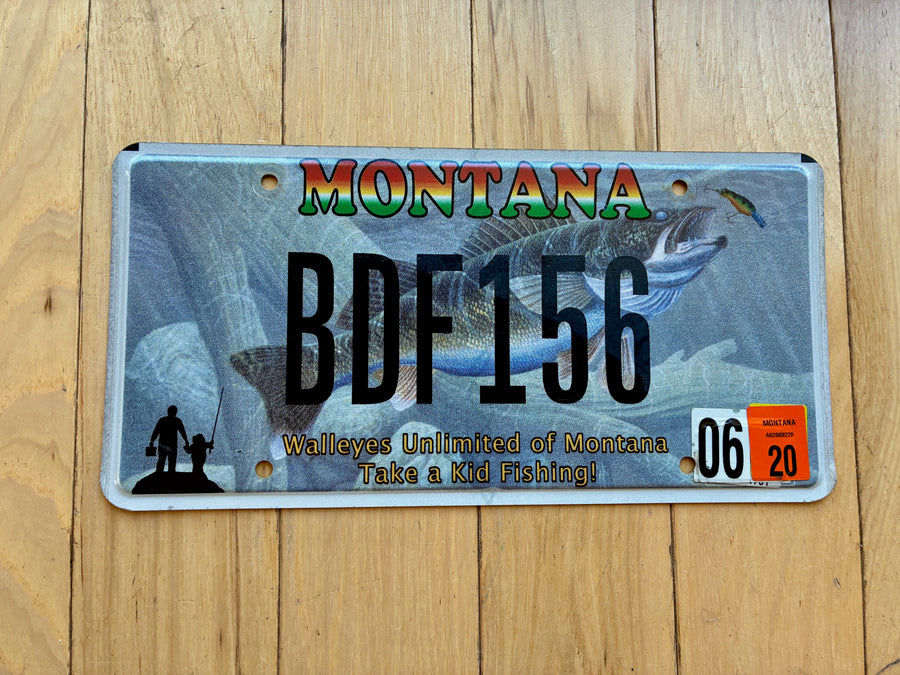 MONTANA
BDF156
Walleyes Unlimited of Montana
Take a Kid Fishing!
06
MONTANA
20